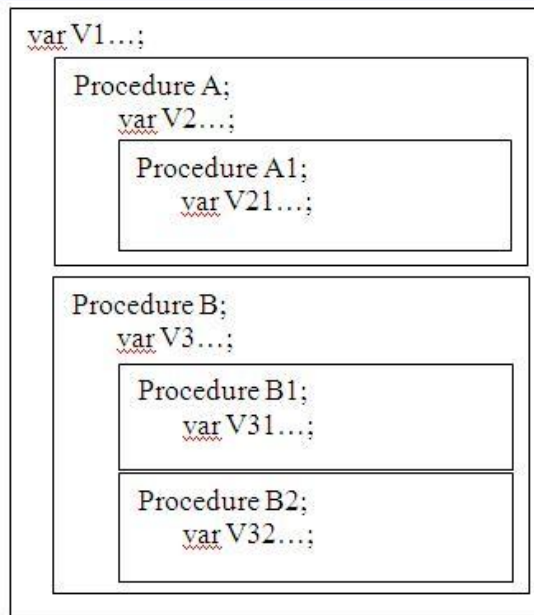 var V1...;
Procedure A;
var V2...;
Procedure A1;
var V21...;
Procedure B;
var V3...;
Procedure B1;
var V31...;
Procedure B2;
var V32...;